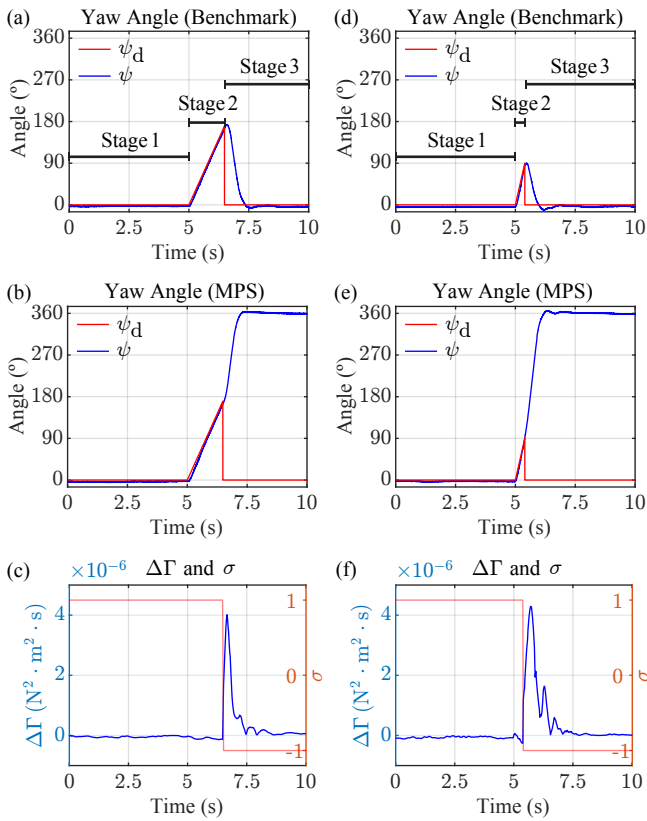 (a) Yaw Angle (Benchmark)
360
270
180
90
0
Angle (º)
ψd
ψ
Stage 1
Stage 2
Stage 3
0 2.5 5 7.5 10
Time (s)
(d) Yaw Angle (Benchmark)
360
270
180
90
0
Angle (º)
ψd
ψ
Stage 1
Stage 2
Stage 3
0 2.5 5 7.5 10
Time (s)
(b) Yaw Angle (MPS)
360
270
180
90
0
Angle (º)
ψd
ψ
0 2.5 5 7.5 10
Time (s)
(e) Yaw Angle (MPS)
360
270
180
90
0
Angle (º)
ψd
ψ
0 2.5 5 7.5 10
Time (s)
(c) ×10⁻⁶ ΔΓ and σ
4
2
0
ΔΓ (N² · m² · s)
1
0
-1
σ
0 2.5 5 7.5 10
Time (s)
(f) ×10⁻⁶ ΔΓ and σ
4
2
0
ΔΓ (N² · m² · s)
1
0
-1
σ
0 2.5 5 7.5 10
Time (s)